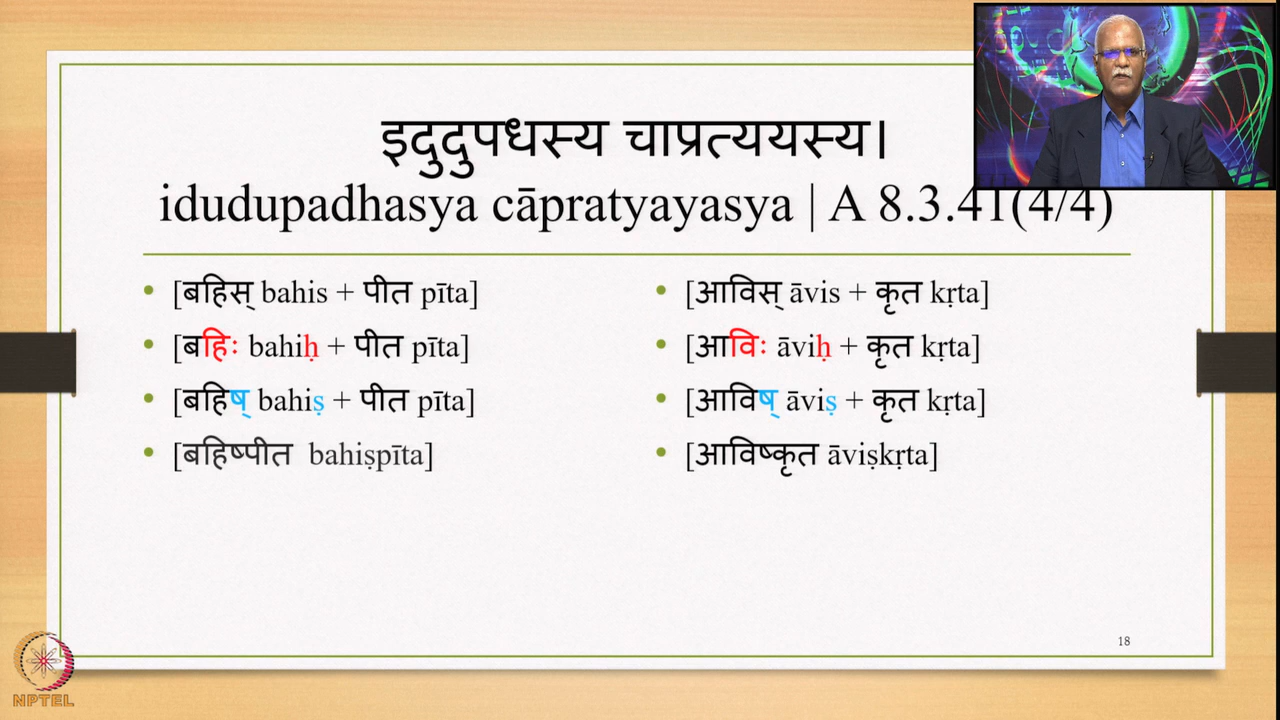 इदुदुपधस्य चाप्रत्ययस्य।
idudupadhasya cāpratyayasya | A 8.3.41(4/4)
• [बहिस् bahis + पीत pīta]
• [बहिः bahiḥ + पीत pīta]
• [बहिष् bahiṣ + पीत pīta]
• [बहिष्पीत bahiṣpīta]
• [आविस् āvis + कृत kṛta]
• [आविः āviḥ + कृत kṛta]
• [आविष् āviṣ + कृत kṛta]
• [आविष्कृत āviṣkṛta]
18
NPTEL